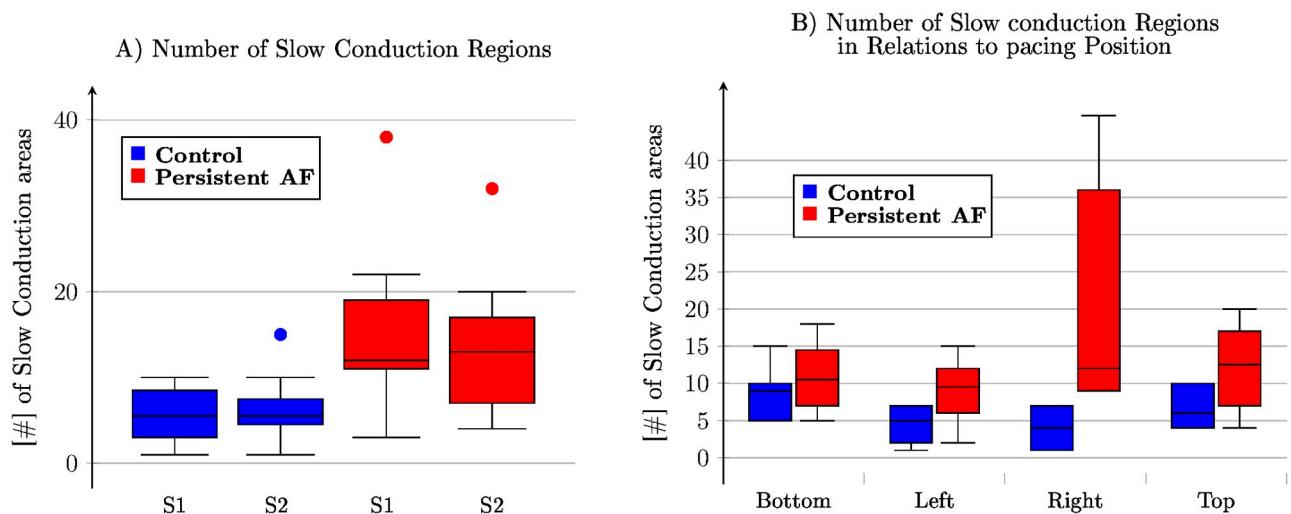 A) Number of Slow Conduction Regions
[#] of Slow Conduction areas
40
20
0
Control
Persistent AF
S1 S2 S1 S2
B) Number of Slow conduction Regions
in Relations to pacing Position
[#] of Slow Conduction areas
40
35
30
25
20
15
10
5
0
Control
Persistent AF
Bottom Left Right Top